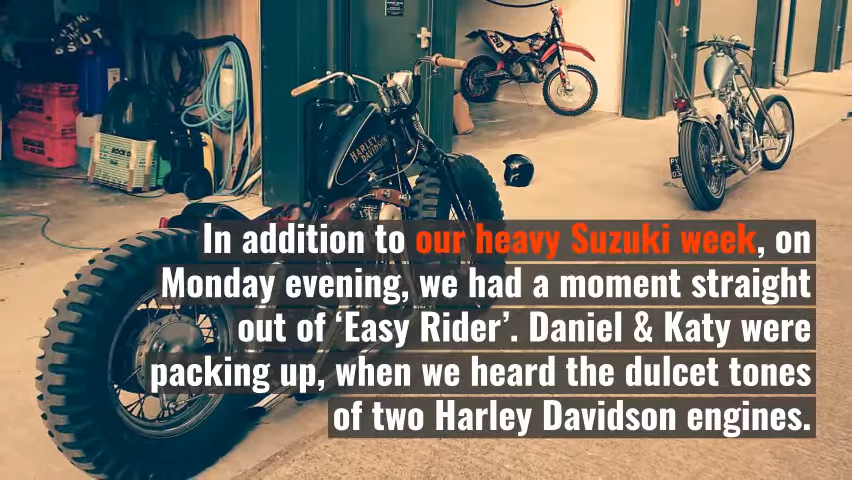 HARLEY
DAVIDSON
In addition to our heavy Suzuki week, on
Monday evening, we had a moment straight
out of ‘Easy Rider’. Daniel & Katy were
packing up, when we heard the dulcet tones
of two Harley Davidson engines.